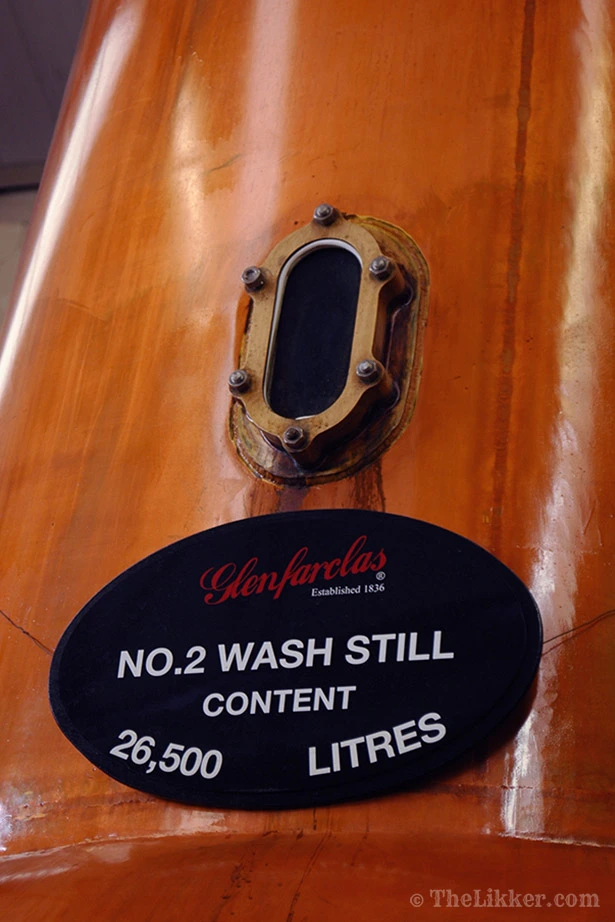 Glenfarclas®
Established 1836
NO.2 WASH STILL
CONTENT
26,500 LITRES
© TheLikker.com